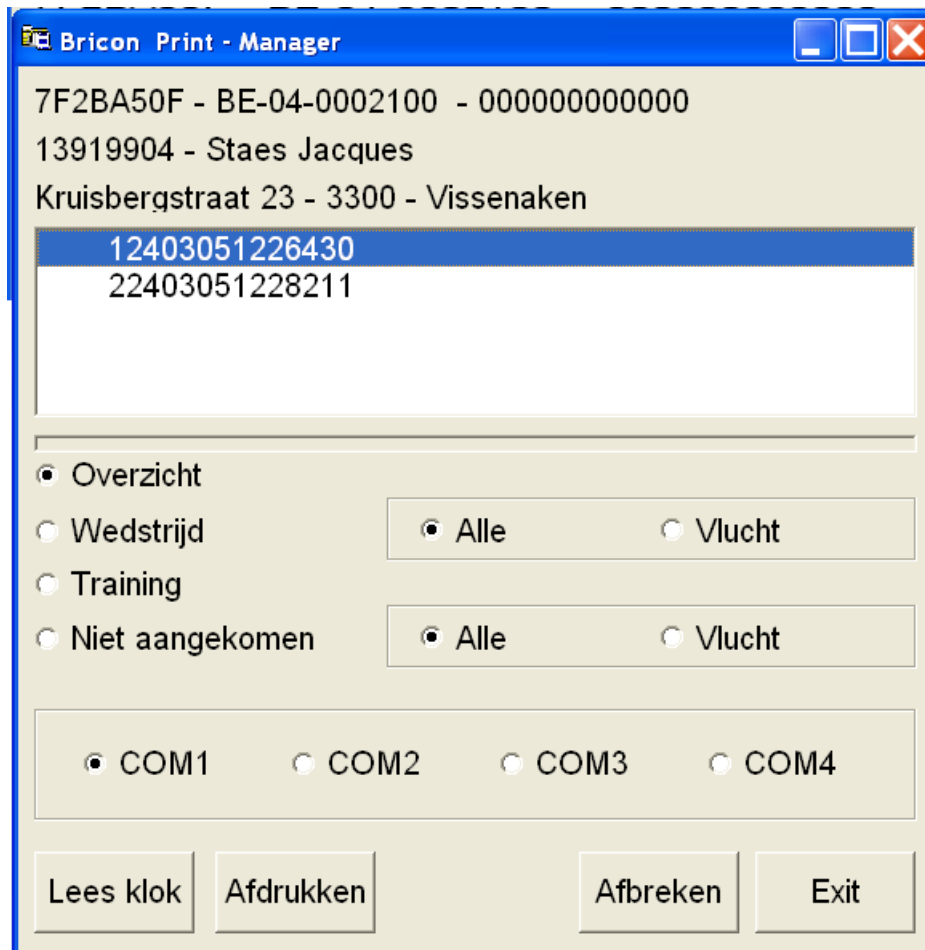 Bricon Print - Manager
7F2BA50F - BE-04-0002100 - 000000000000
13919904 - Staes Jacques
Kruisbergstraat 23 - 3300 - Vissenaken
12403051226430
22403051228211
Overzicht
Wedstrijd Alle Vlucht
Training
Niet aangekomen Alle Vlucht
COM1 COM2 COM3 COM4
Lees klok Afdrukken Afbreken Exit